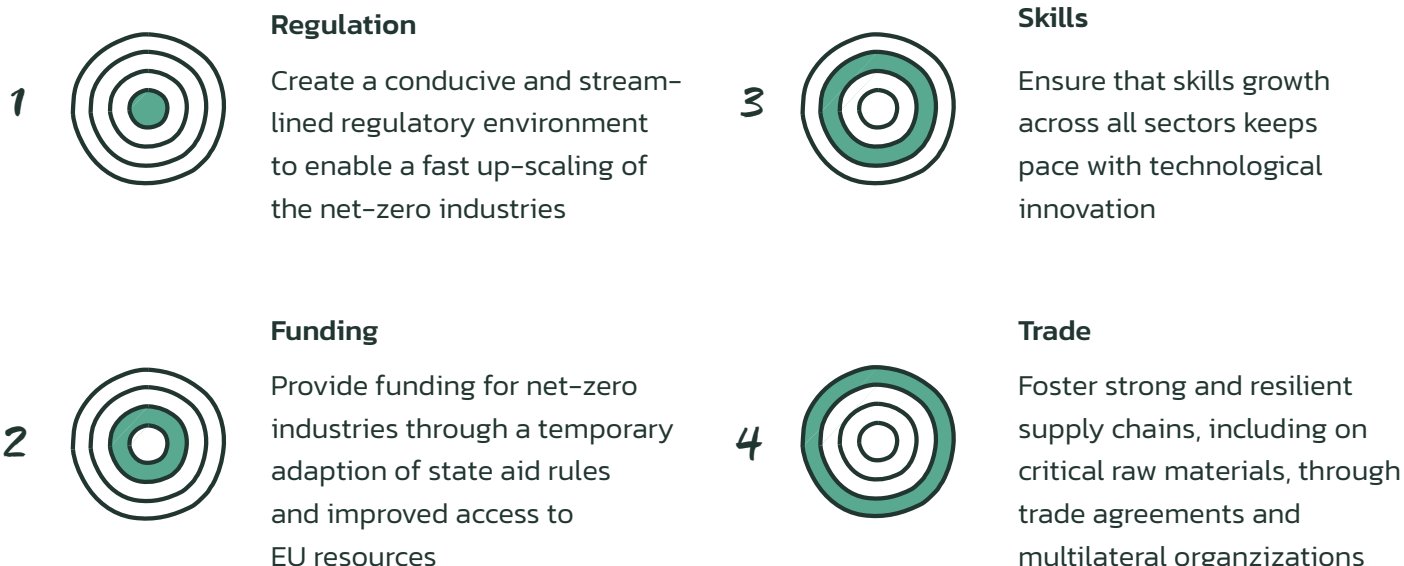 1
Regulation
Create a conducive and stream-
lined regulatory environment
to enable a fast up-scaling of
the net-zero industries
2
Funding
Provide funding for net-zero
industries through a temporary
adaption of state aid rules
and improved access to
EU resources
3
Skills
Ensure that skills growth
across all sectors keeps
pace with technological
innovation
4
Trade
Foster strong and resilient
supply chains, including on
critical raw materials, through
trade agreements and
multilateral organzizations